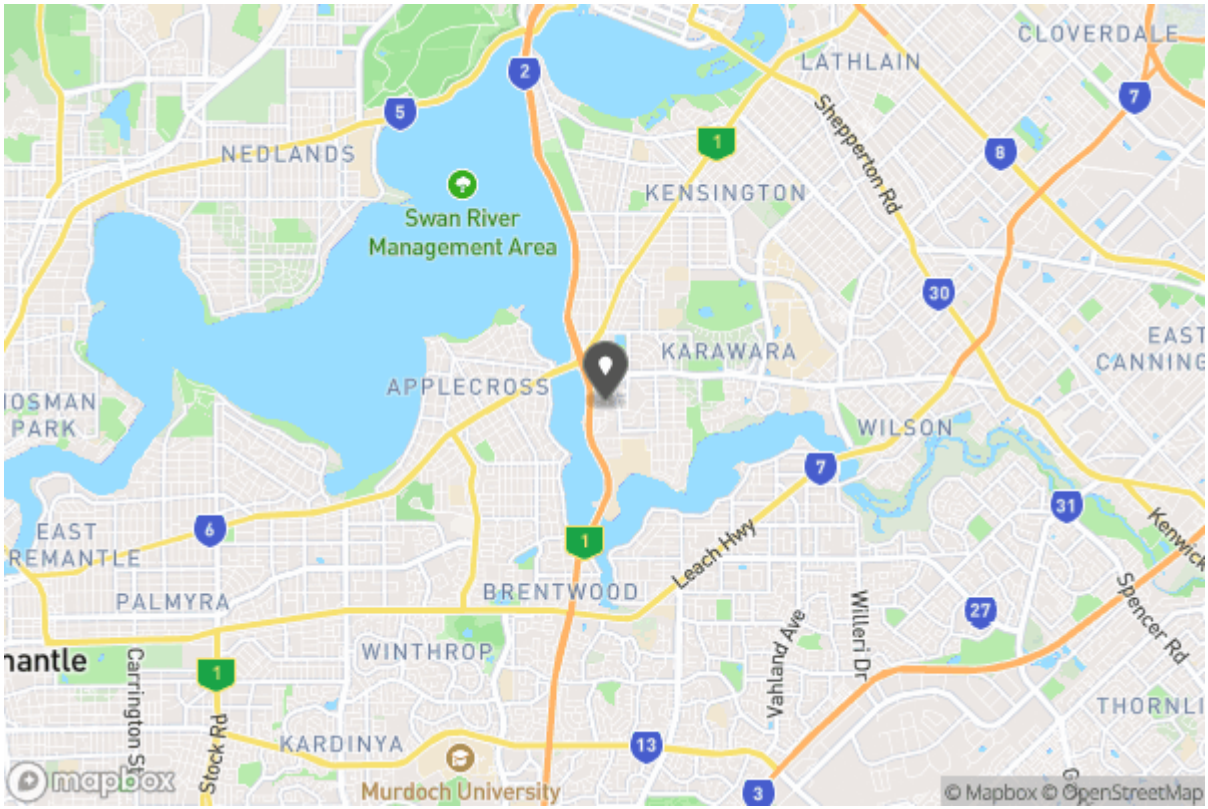 CLOVERDALE
LATHLAIN
2
7
5
1
8
NEDLANDS
Shepperton Rd
KENSINGTON
Swan River
Management Area
30
EAST
CANNING
KARAWARA
APPLECROSS
MOSMAN
PARK
WILSON
7
31
6
EAST
FREMANTLE
1
Kenwick
Leach Hwy
BRENTWOOD
PALMYRA
Spencer Rd
27
Willeri Dr
Vahland Ave
WINTHROP
mantle
1
Carrington St
Stock Rd
THORNLI
KARDINYA
13
Murdoch University
3
G
mapbox
© Mapbox © OpenStreetMap